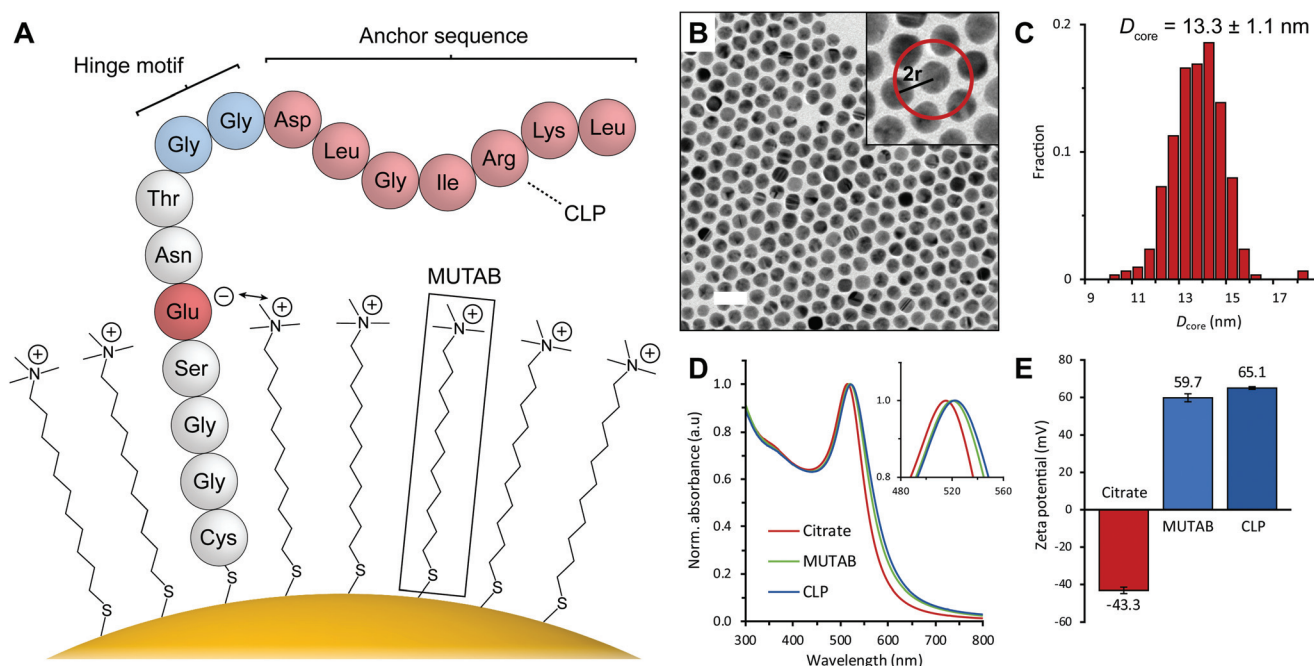 A
Anchor sequence
Hinge motif
Gly
Gly
Asp
Leu
Gly
Ile
Arg
Lys
Leu
CLP
Thr
Asn
Glu
Ser
Gly
Gly
Cys
MUTAB
−
+
N
+
N
+
N
+
N
+
N
+
N
+
N
+
S
S
S
S
S
S
S
S
B
2r
C
D core = 13.3 ± 1.1 nm
Fraction
0.2
0.1
0
9 11 13 15 17
D core (nm)
D
Norm. absorbance (a.u)
1.0
0.8
0.6
0.4
0.2
0.0
300 400 500 600 700 800
Wavelength (nm)
Citrate
MUTAB
CLP
1.0
0.8
480 520 560
E
Zeta potential (mV)
80
60
40
20
0
-20
-40
-60
Citrate
-43.3
59.7
MUTAB
65.1
CLP